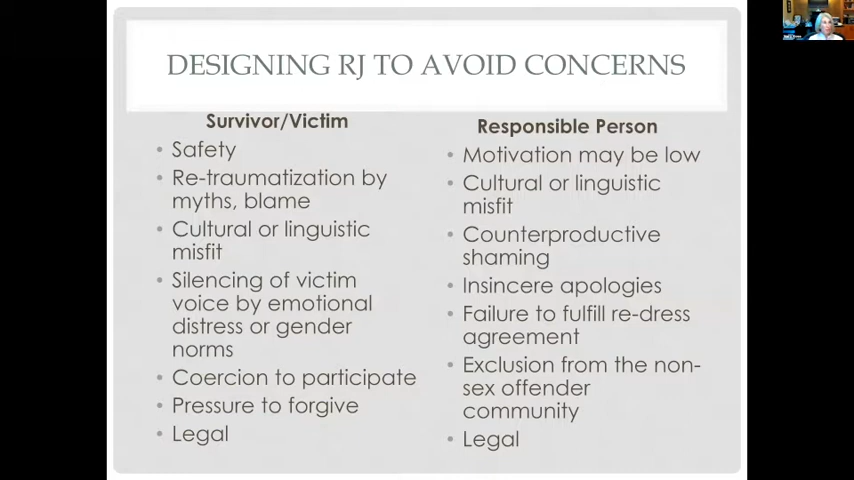 DESIGNING RJ TO AVOID CONCERNS
Survivor/Victim
• Safety
• Re-traumatization by
myths, blame
• Cultural or linguistic
misfit
• Silencing of victim
voice by emotional
distress or gender
norms
• Coercion to participate
• Pressure to forgive
• Legal
Responsible Person
• Motivation may be low
• Cultural or linguistic
misfit
• Counterproductive
shaming
• Insincere apologies
• Failure to fulfill re-dress
agreement
• Exclusion from the non-
sex offender
community
• Legal